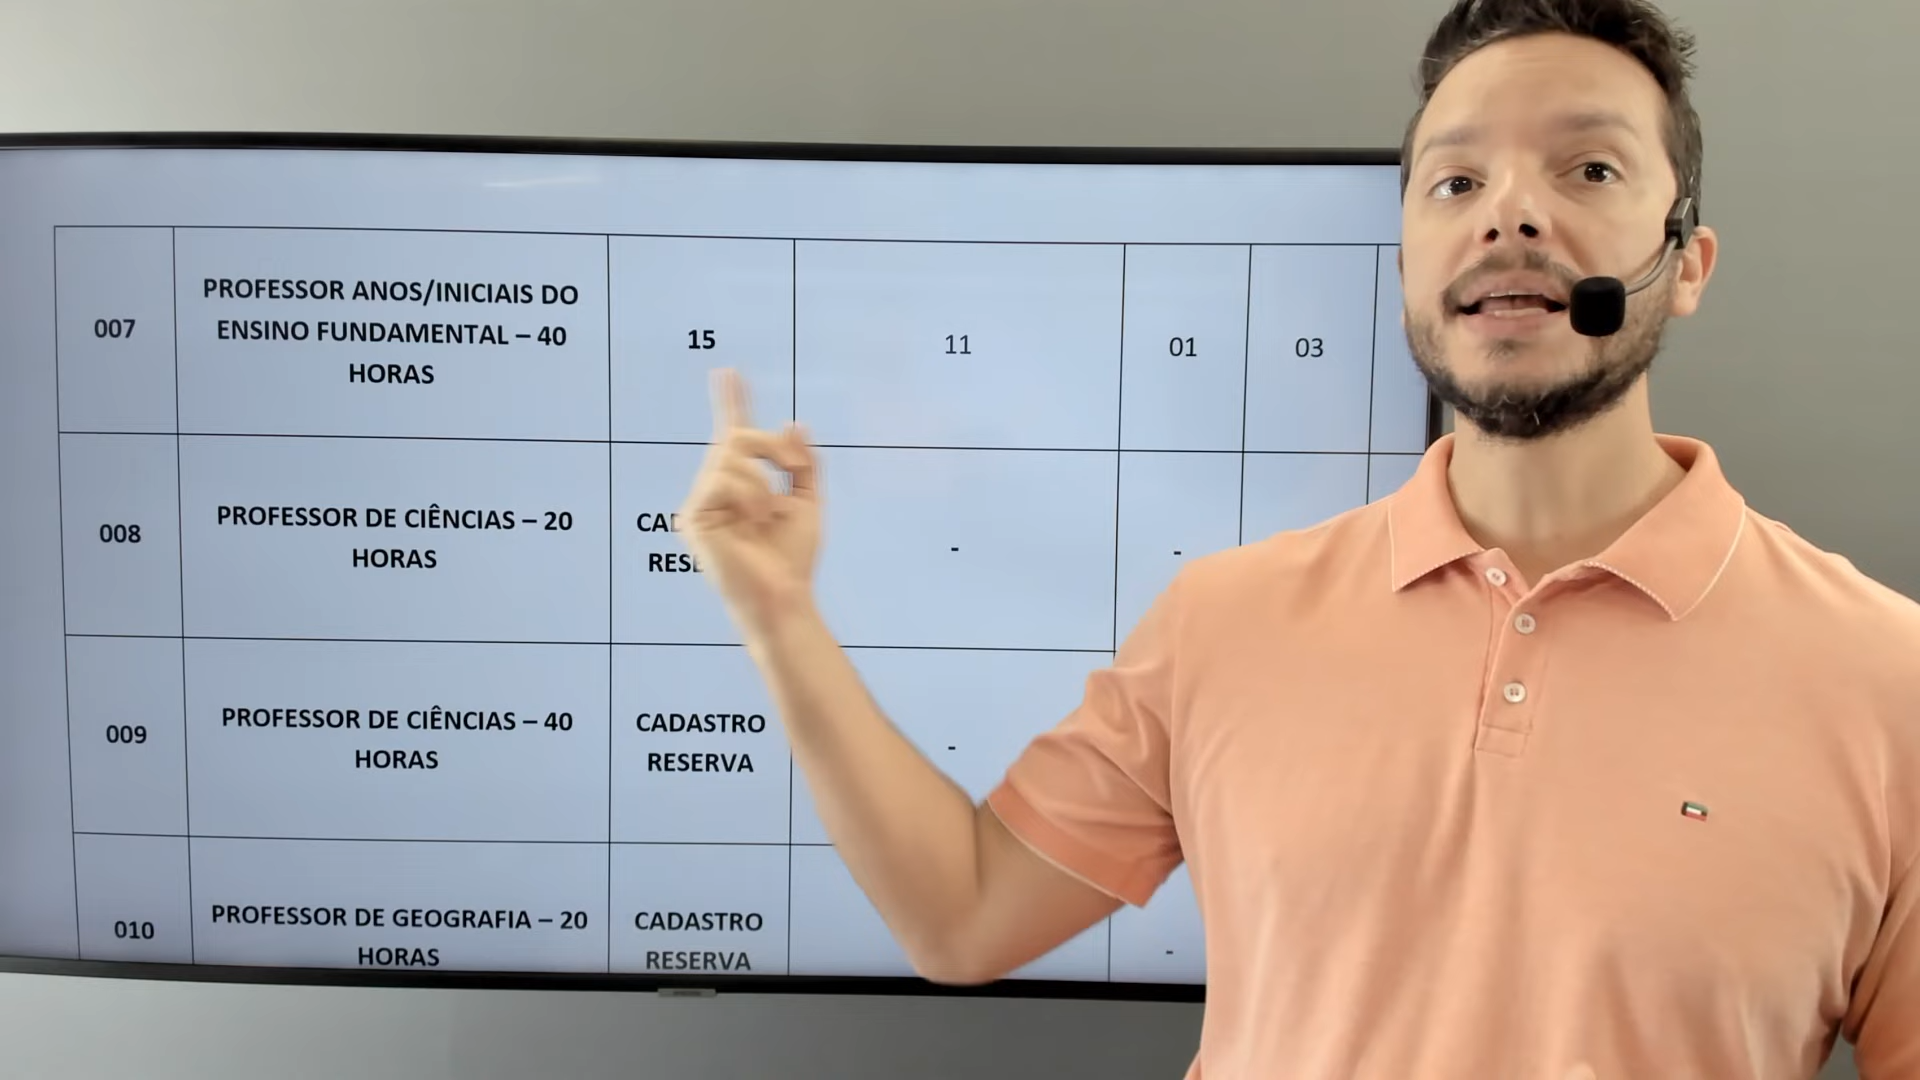 007
PROFESSOR ANOS/INICIAIS DO
ENSINO FUNDAMENTAL – 40
HORAS
15
11
01
03
008
PROFESSOR DE CIÊNCIAS – 20
HORAS
-
-
009
PROFESSOR DE CIÊNCIAS – 40
HORAS
CADASTRO
RESERVA
-
010
PROFESSOR DE GEOGRAFIA – 20
HORAS
CADASTRO
RESERVA
-